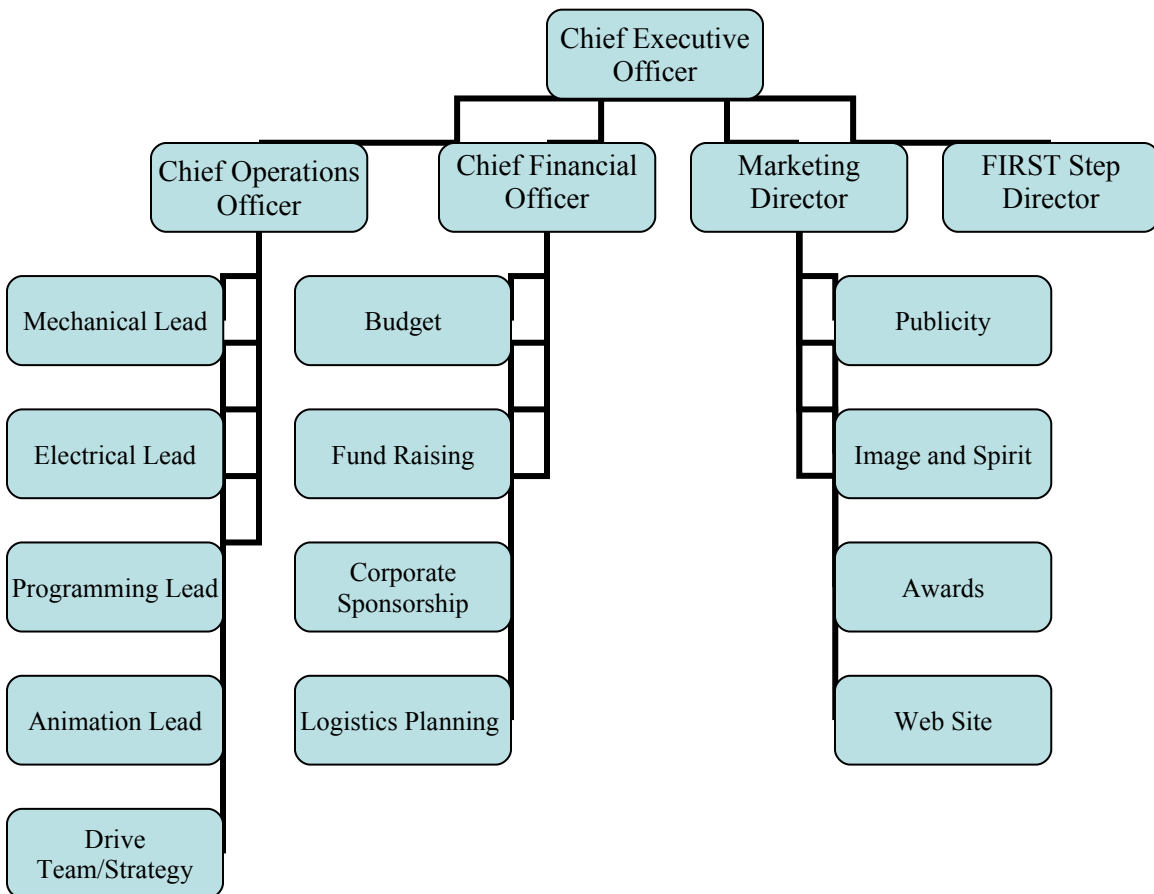 Chief Executive
Officer
Chief Operations
Officer
Chief Financial
Officer
Marketing
Director
FIRST Step
Director
Mechanical Lead
Budget
Publicity
Electrical Lead
Fund Raising
Image and Spirit
Programming Lead
Corporate
Sponsorship
Awards
Animation Lead
Logistics Planning
Web Site
Drive
Team/Strategy